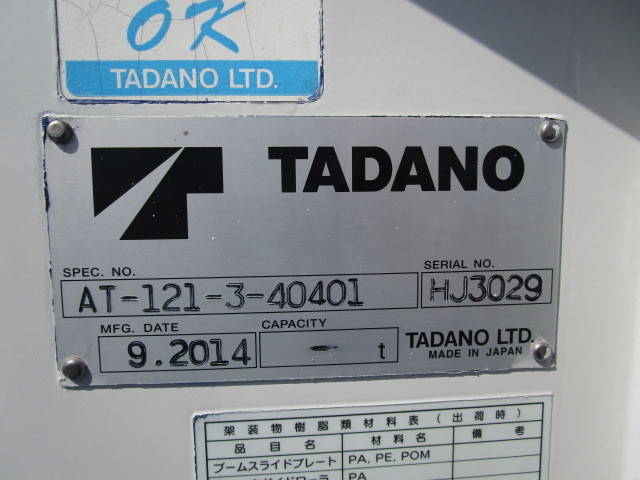 OK
TADANO LTD.
TADANO
SPEC. NO.
SERIAL NO.
AT-121-3-40401
HJ3029
MFG. DATE
CAPACITY
9.2014
- t
TADANO LTD.
MADE IN JAPAN
架装物樹脂類材料表(出荷時)
品目名 材料名 備考
ブームスライドプレート PA, PE, POM
PA